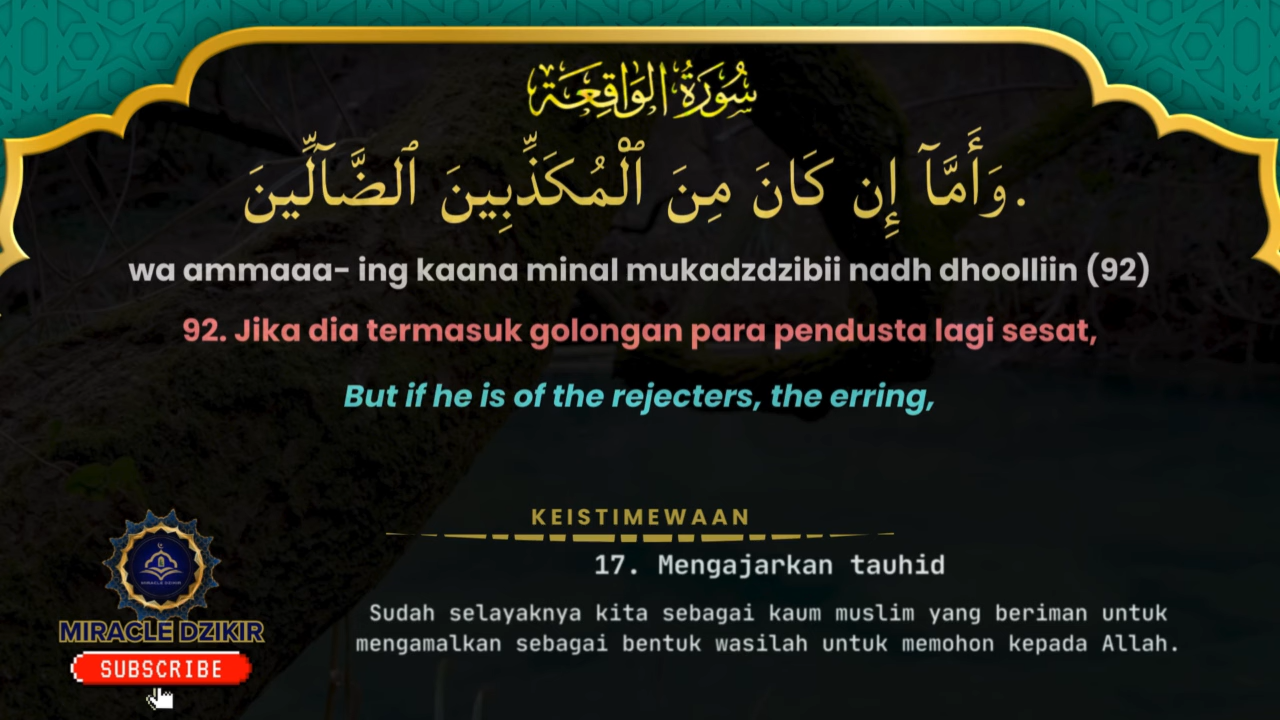 سُورَةُ الوَاقِعَة
وَأَمَّآ إِن كَانَ مِنَ ٱلْمُكَذِّبِينَ ٱلضَّآلِّينَ.
wa ammaaa- ing kaana minal mukadzdzibii nadh dhoolliin (92)
92. Jika dia termasuk golongan para pendusta lagi sesat,
But if he is of the rejecters, the erring,
KEISTIMEWAAN
17. Mengajarkan tauhid
Sudah selayaknya kita sebagai kaum muslim yang beriman untuk
mengamalkan sebagai bentuk wasilah untuk memohon kepada Allah.
MIRACLE DZIKIR
MIRACLE DZIKIR
SUBSCRIBE